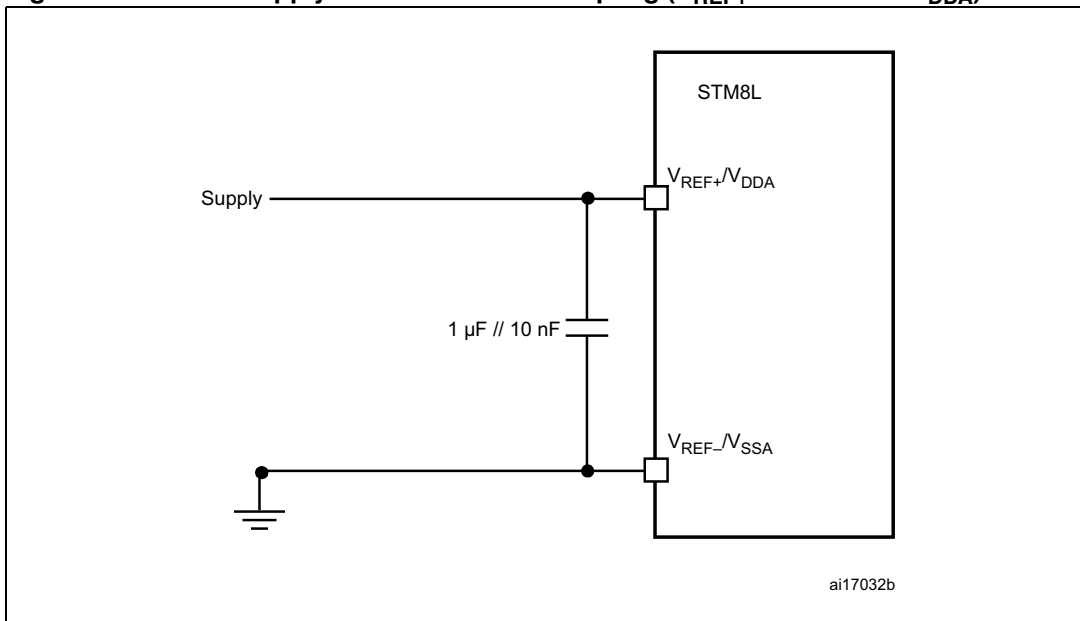 STM8L
VREF+/VDDA
Supply
1 µF // 10 nF
VREF–/VSSA
ai17032b